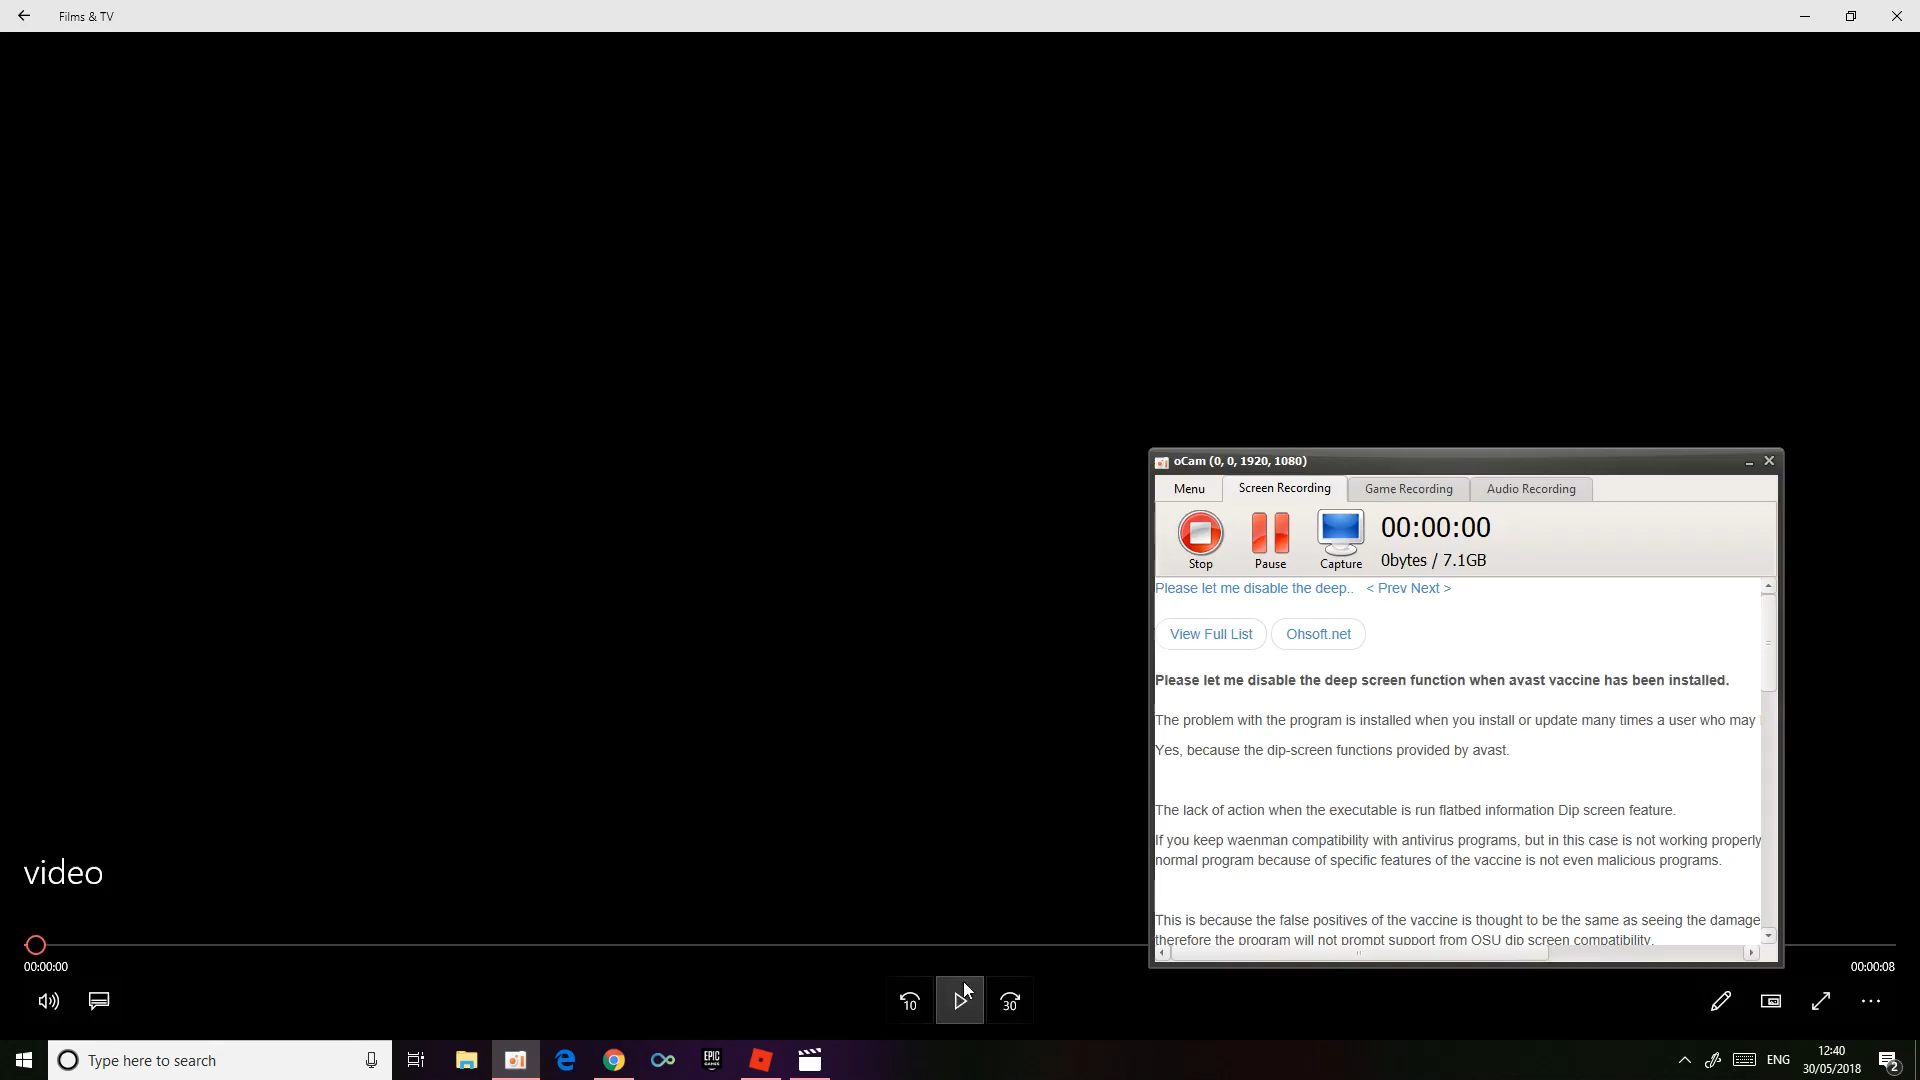 Films & TV
oCam (0, 0, 1920, 1080)
Menu Screen Recording Game Recording Audio Recording
00:00:00
Stop Pause Capture 0bytes / 7.1GB
Please let me disable the deep.. < Prev Next >
View Full List Ohsoft.net
Please let me disable the deep screen function when avast vaccine has been installed.
The problem with the program is installed when you install or update many times a user who may
Yes, because the dip-screen functions provided by avast.
The lack of action when the executable is run flatbed information Dip screen feature.
If you keep waenman compatibility with antivirus programs, but in this case is not working properly
normal program because of specific features of the vaccine is not even malicious programs.
This is because the false positives of the vaccine is thought to be the same as seeing the damage
therefore the program will not prompt support from OSU dip screen compatibility.
video
00:00:00 00:00:08
10 30
Type here to search
EPIC GAMES
ENG
12:40
30/05/2018
2